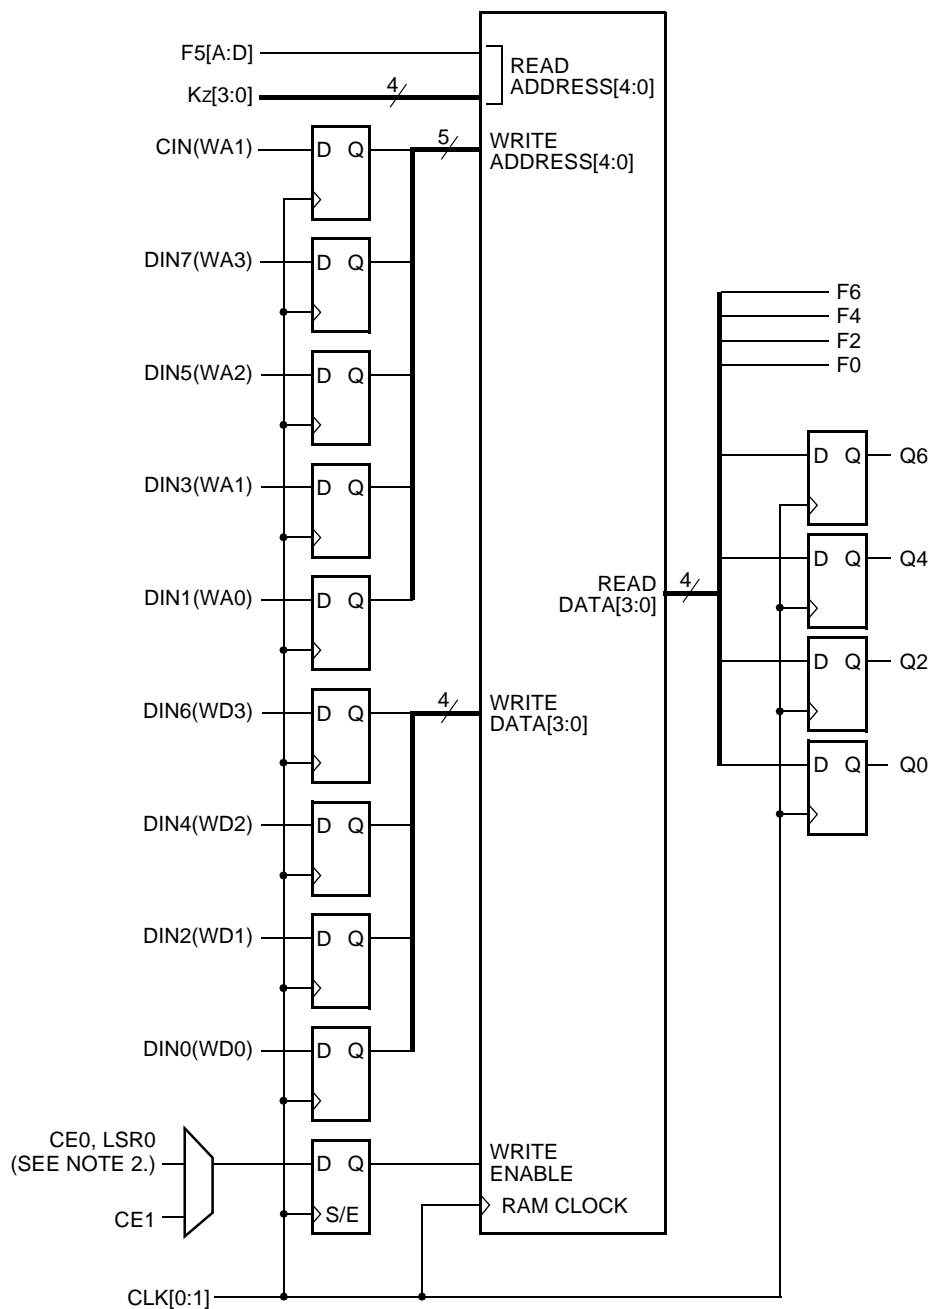 F5[A:D]
KZ[3:0]
4
READ
ADDRESS[4:0]
CIN(WA1)
D Q
5
WRITE
ADDRESS[4:0]
DIN7(WA3)
D Q
DIN5(WA2)
D Q
DIN3(WA1)
D Q
DIN1(WA0)
D Q
DIN6(WD3)
D Q
4
WRITE
DATA[3:0]
DIN4(WD2)
D Q
DIN2(WD1)
D Q
DIN0(WD0)
D Q
CE0, LSR0
(SEE NOTE 2.)
CE1
D Q
S/E
WRITE
ENABLE
RAM CLOCK
CLK[0:1]
READ
DATA[3:0]
4
F6
F4
F2
F0
D Q
Q6
D Q
Q4
D Q
Q2
D Q
Q0